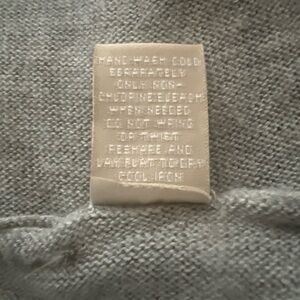 HAND WASH COLD
SEPARATELY
ONLY NON-
CHLORINE BLEACH
WHEN NEEDED
DO NOT WRING
OR TWIST
RESHAPE AND
LAY FLAT TO DRY
COOL IRON